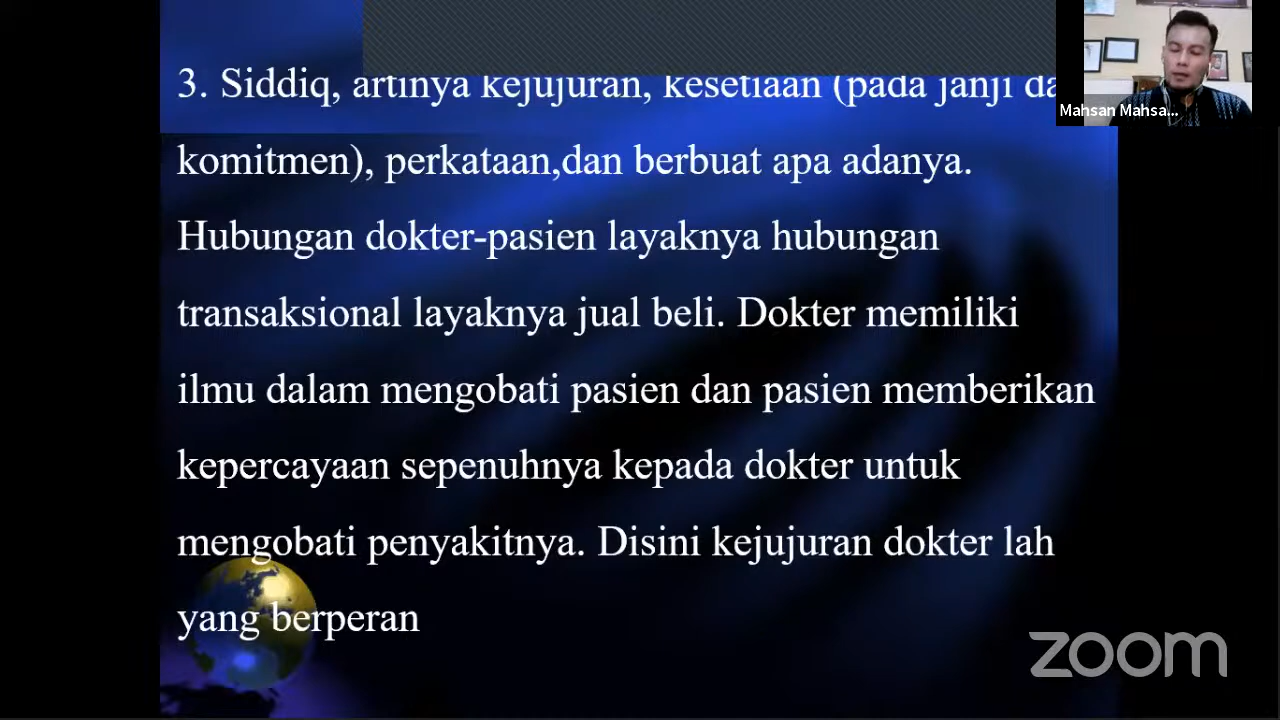 3. Siddiq, artinya kejujuran, kesetiaan (pada janji
komitmen), perkataan,dan berbuat apa adanya.
Hubungan dokter-pasien layaknya hubungan
transaksional layaknya jual beli. Dokter memiliki
ilmu dalam mengobati pasien dan pasien memberikan
kepercayaan sepenuhnya kepada dokter untuk
mengobati penyakitnya. Disini kejujuran dokter lah
yang berperan
Mahsan Mahsa...
zoom